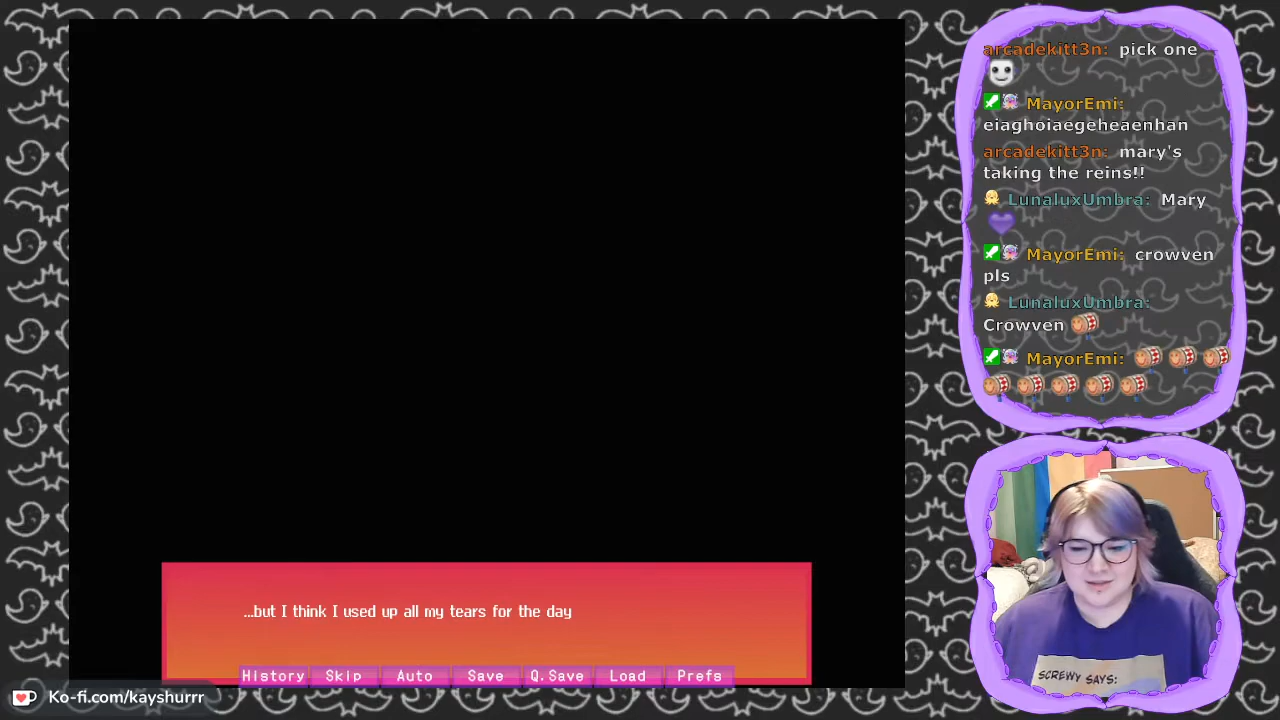 arcadekitt3n: pick one
MayorEmi:
eiaghoiaegeheaenhan
arcadekitt3n: mary's
taking the reins!!
LunaluxUmbra: Mary
MayorEmi: crowven
pls
LunaluxUmbra:
Crowven
MayorEmi:
...but I think I used up all my tears for the day
History Skip Auto Save Q.Save Load Prefs
Ko-fi.com/kayshurrr
SCREWY SAYS: